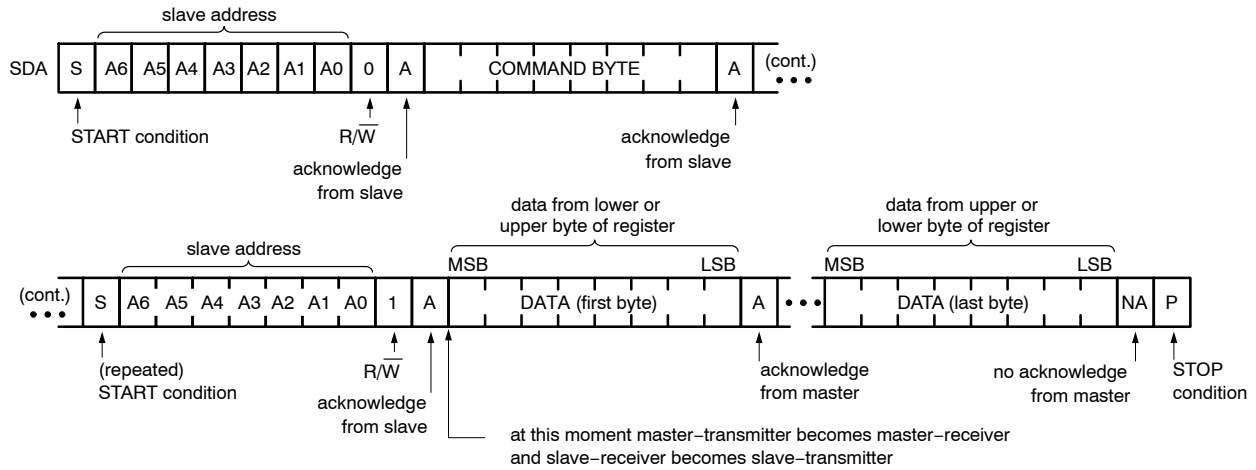 slave address
SDA S A6 A5 A4 A3 A2 A1 A0 0 A COMMAND BYTE A (cont.)
START condition R/W̅ acknowledge
from slave
acknowledge
from slave
data from lower or
upper byte of register
data from upper or
lower byte of register
slave address
MSB LSB MSB LSB
(cont.) S A6 A5 A4 A3 A2 A1 A0 1 A DATA (first byte) A DATA (last byte) NA P
(repeated)
START condition
R/W̅
acknowledge
from slave
acknowledge
from master
no acknowledge
from master
STOP
condition
at this moment master−transmitter becomes master−receiver
and slave−receiver becomes slave−transmitter